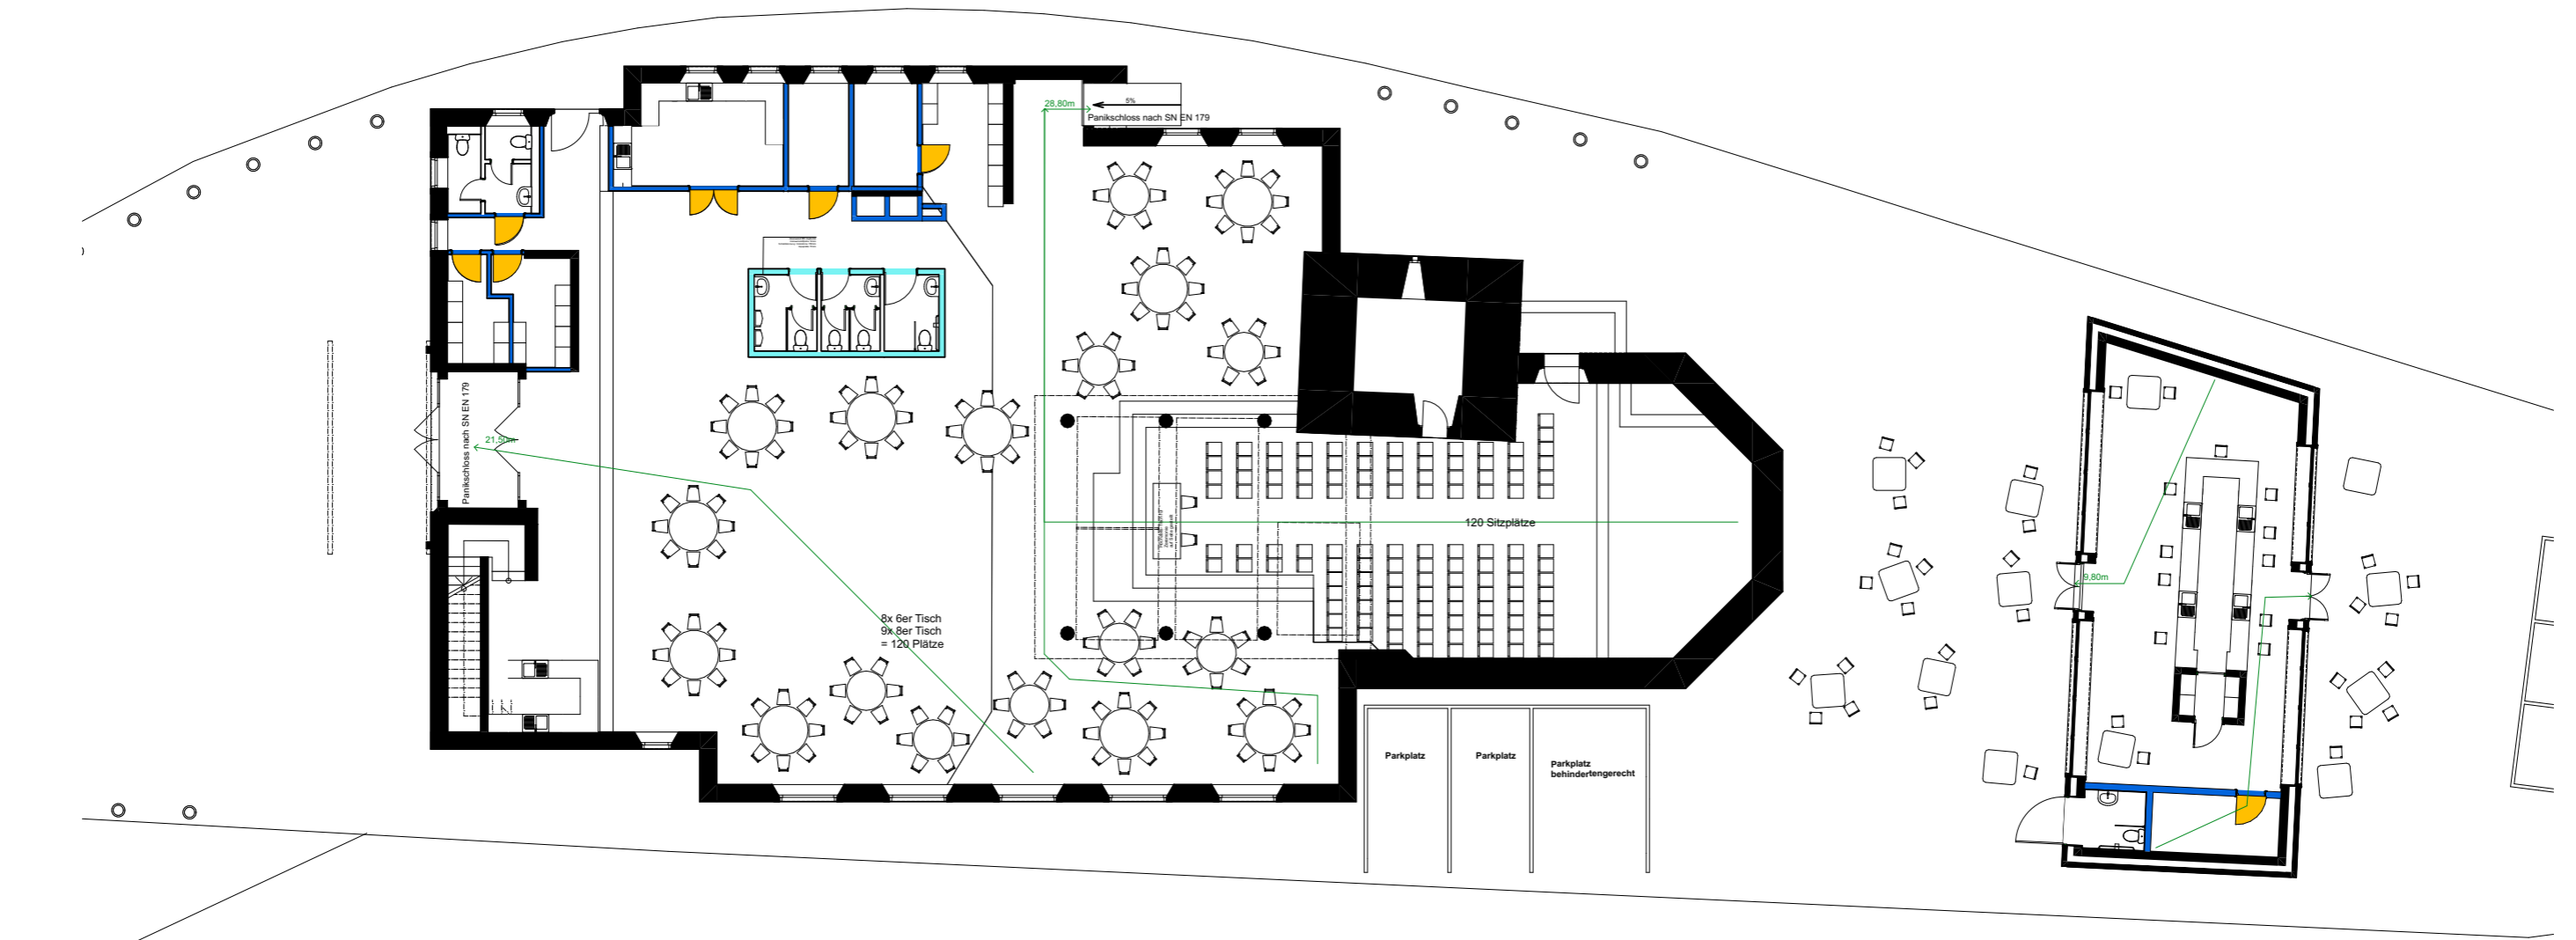 28,80m
5%
Panikschloss nach SN EN 179
Panikschloss nach SN EN 179
21,50m
120 Sitzplätze
9,80m
8x 6er Tisch
9x 8er Tisch
= 120 Plätze
Parkplatz
Parkplatz
Parkplatz
behindertengerecht